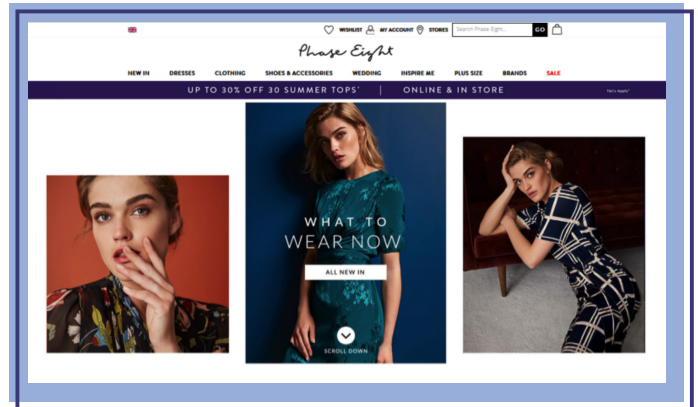 WISHLIST MY ACCOUNT STORES Search Phase Eight... GO
Phase Eight
NEW IN DRESSES CLOTHING SHOES & ACCESSORIES WEDDING INSPIRE ME PLUS SIZE BRANDS SALE
UP TO 30% OFF 30 SUMMER TOPS* | ONLINE & IN STORE T&Cs Apply*
WHAT TO
WEAR NOW
ALL NEW IN
SCROLL DOWN